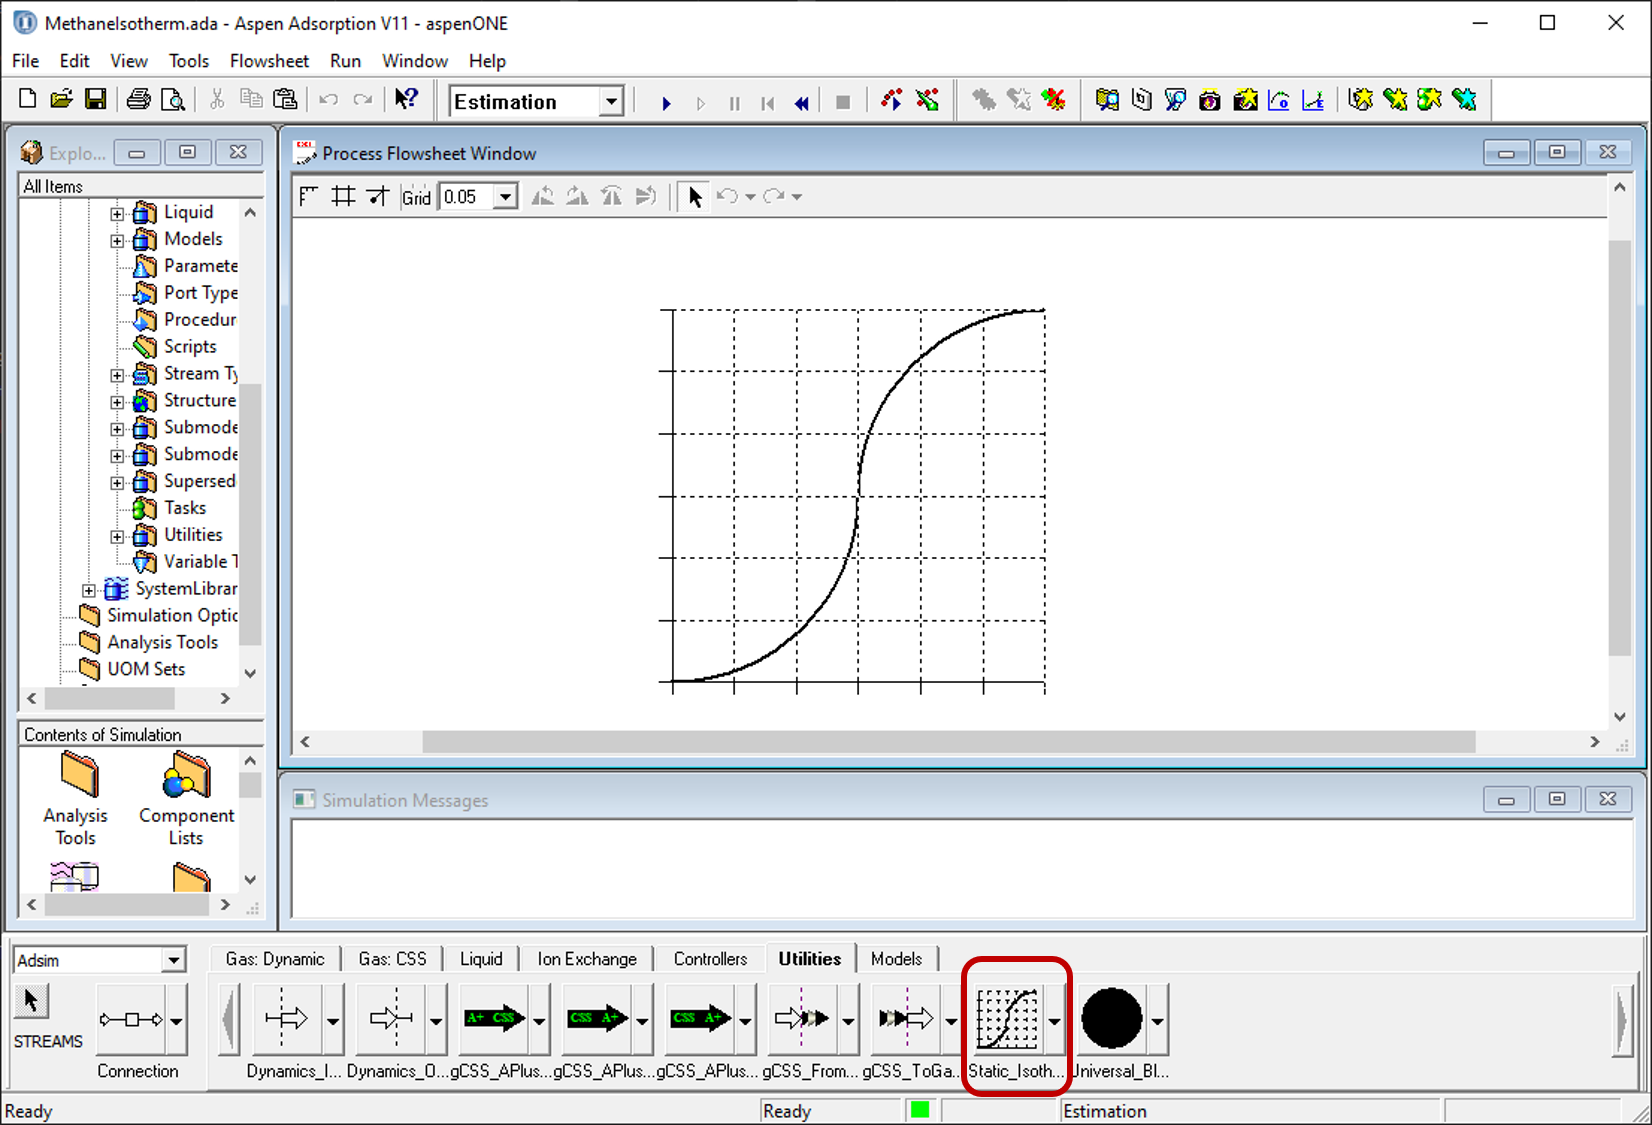 MethaneIsotherm.ada - Aspen Adsorption V11 - aspenONE
File Edit View Tools Flowsheet Run Window Help
Estimation
Explo...
All Items
Liquid
Models
Paramete
Port Type
Procedur
Scripts
Stream Ty
Structure
Submode
Submode
Supersed
Tasks
Utilities
Variable T
SystemLibrar
Simulation Optic
Analysis Tools
UOM Sets
Contents of Simulation
Analysis Tools
Component Lists
Process Flowsheet Window
Grid 0.05
Simulation Messages
Adsim
Gas: Dynamic Gas: CSS Liquid Ion Exchange Controllers Utilities Models
A+ CSS CSS A+ CSS A+
STREAMS
Connection Dynamics_I... Dynamics_O... gCSS_APlus... gCSS_APlus... gCSS_APlus... gCSS_From... gCSS_ToGa... Static_Isoth... Universal_Bl...
Ready Ready Estimation